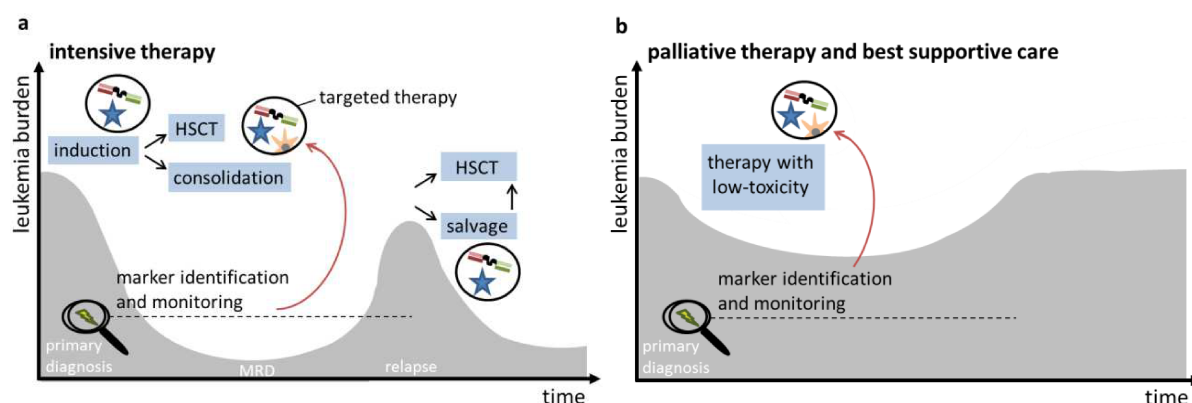 a
intensive therapy
leukemia burden
induction
HSCT
consolidation
targeted therapy
HSCT
salvage
marker identification
and monitoring
primary
diagnosis
MRD
relapse
time
b
palliative therapy and best supportive care
leukemia burden
therapy with
low-toxicity
marker identification
and monitoring
primary
diagnosis
time